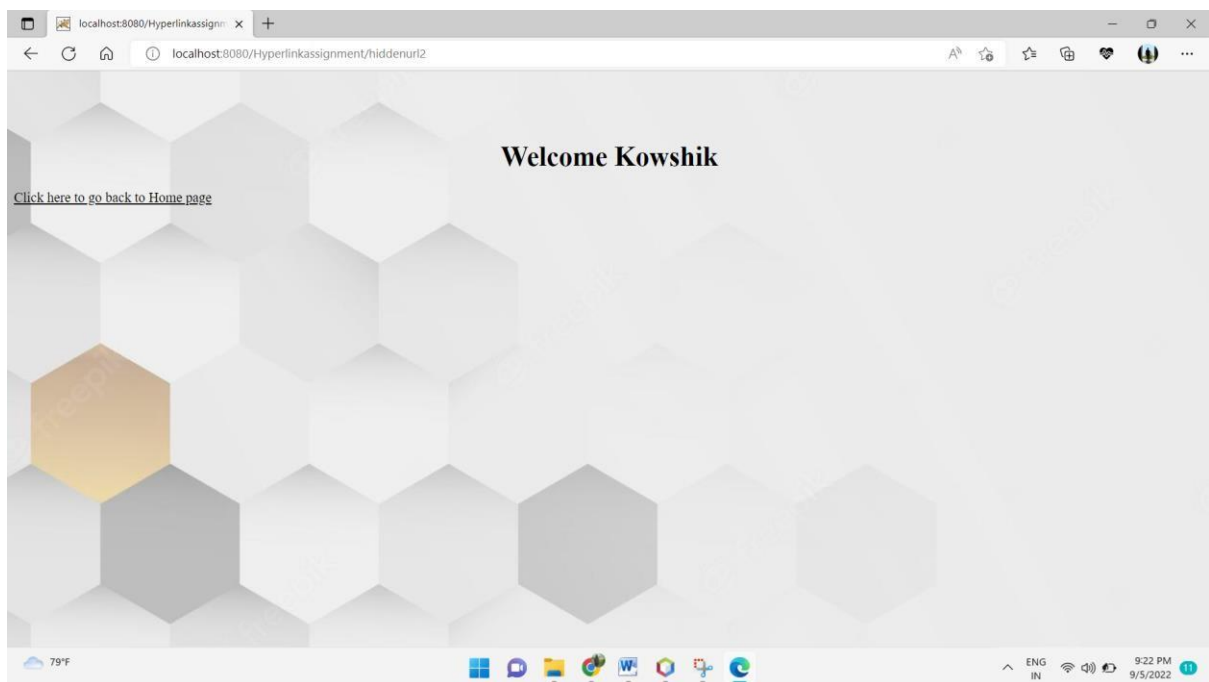 localhost:8080/Hyperlinkassignm
localhost:8080/Hyperlinkassignment/hiddenurl2
Welcome Kowshik
Click here to go back to Home page
freepik
79°F
ENG
IN
9:22 PM
9/5/2022
11